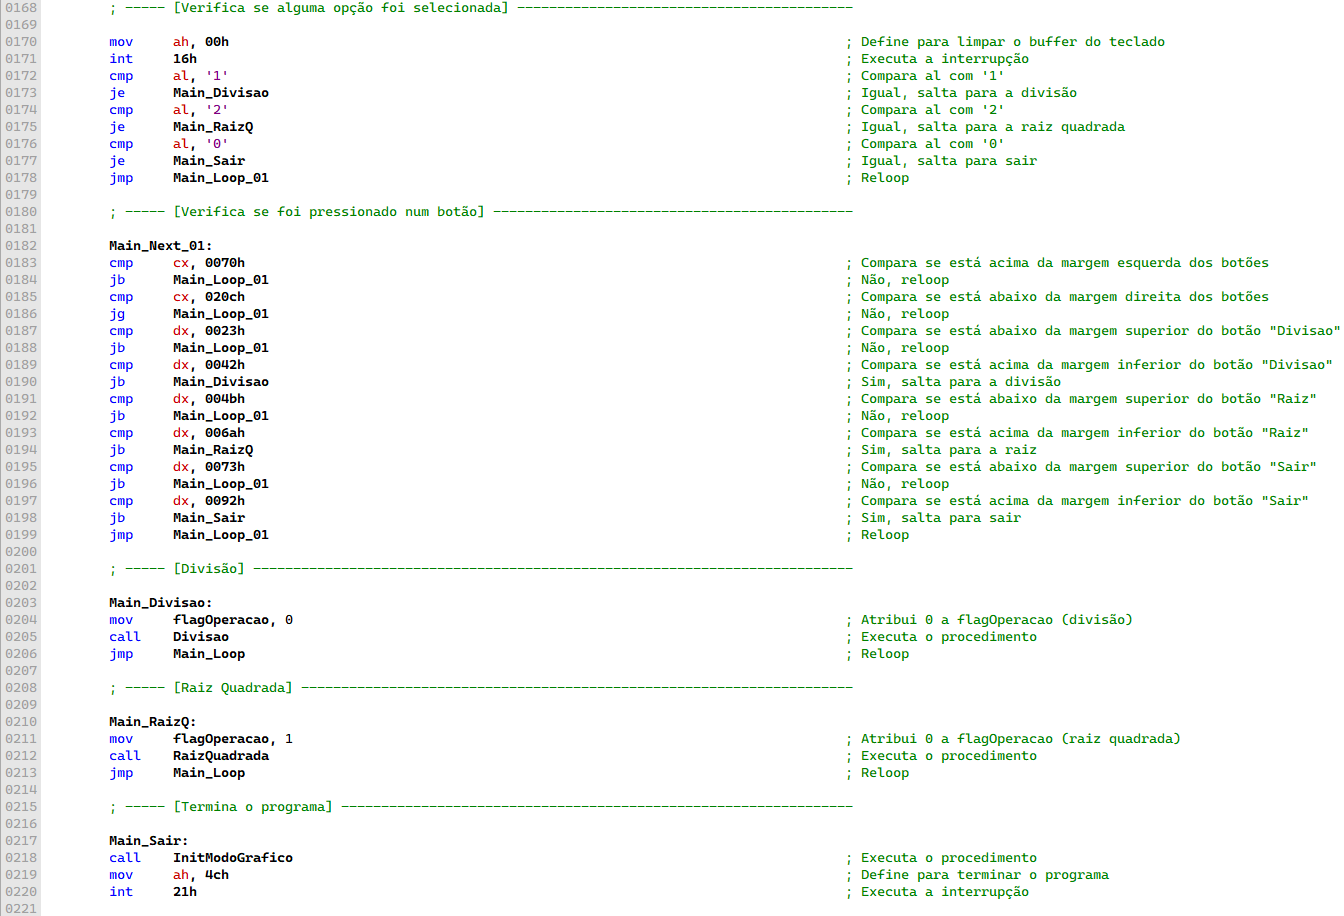 0168 ; ----- [Verifica se alguma opção foi selecionada] ------------------------------------------
0169
0170 mov ah, 00h ; Define para limpar o buffer do teclado
0171 int 16h ; Executa a interrupção
0172 cmp al, '1' ; Compara al com '1'
0173 je Main_Divisao ; Igual, salta para a divisão
0174 cmp al, '2' ; Compara al com '2'
0175 je Main_RaizQ ; Igual, salta para a raiz quadrada
0176 cmp al, '0' ; Compara al com '0'
0177 je Main_Sair ; Igual, salta para sair
0178 jmp Main_Loop_01 ; Reloop
0179
0180 ; ----- [Verifica se foi pressionado num botão] ---------------------------------------------
0181
0182 Main_Next_01:
0183 cmp cx, 0070h ; Compara se está acima da margem esquerda dos botões
0184 jb Main_Loop_01 ; Não, reloop
0185 cmp cx, 020ch ; Compara se está abaixo da margem direita dos botões
0186 jg Main_Loop_01 ; Não, reloop
0187 cmp dx, 0023h ; Compara se está abaixo da margem superior do botão "Divisao"
0188 jb Main_Loop_01 ; Não, reloop
0189 cmp dx, 0042h ; Compara se está acima da margem inferior do botão "Divisao"
0190 jb Main_Divisao ; Sim, salta para a divisão
0191 cmp dx, 004bh ; Compara se está abaixo da margem superior do botão "Raiz"
0192 jb Main_Loop_01 ; Não, reloop
0193 cmp dx, 006ah ; Compara se está acima da margem inferior do botão "Raiz"
0194 jb Main_RaizQ ; Sim, salta para a raiz
0195 cmp dx, 0073h ; Compara se está abaixo da margem superior do botão "Sair"
0196 jb Main_Loop_01 ; Não, reloop
0197 cmp dx, 0092h ; Compara se está acima da margem inferior do botão "Sair"
0198 jb Main_Sair ; Sim, salta para sair
0199 jmp Main_Loop_01 ; Reloop
0200
0201 ; ----- [Divisão] ---------------------------------------------------------------------------
0202
0203 Main_Divisao:
0204 mov flagOperacao, 0 ; Atribui 0 a flagOperacao (divisão)
0205 call Divisao ; Executa o procedimento
0206 jmp Main_Loop ; Reloop
0207
0208 ; ----- [Raiz Quadrada] ---------------------------------------------------------------------
0209
0210 Main_RaizQ:
0211 mov flagOperacao, 1 ; Atribui 0 a flagOperacao (raiz quadrada)
0212 call RaizQuadrada ; Executa o procedimento
0213 jmp Main_Loop ; Reloop
0214
0215 ; ----- [Termina o programa] ----------------------------------------------------------------
0216
0217 Main_Sair:
0218 call InitModoGrafico ; Executa o procedimento
0219 mov ah, 4ch ; Define para terminar o programa
0220 int 21h ; Executa a interrupção
0221